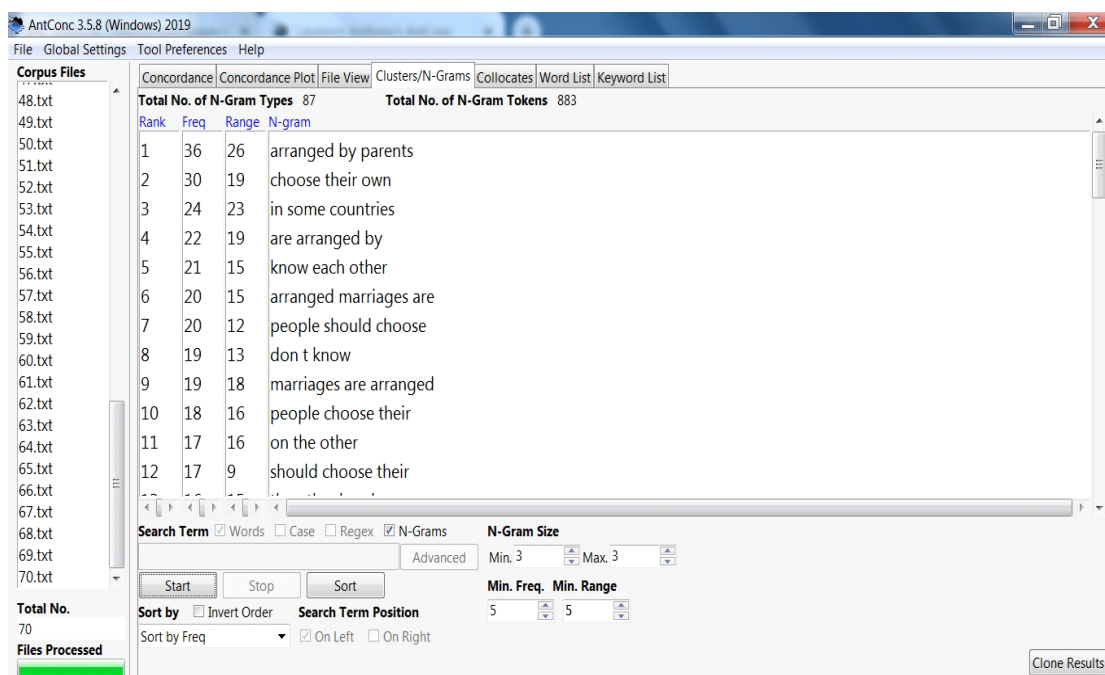 AntConc 3.5.8 (Windows) 2019
File Global Settings Tool Preferences Help
Corpus Files
48.txt
49.txt
50.txt
51.txt
52.txt
53.txt
54.txt
55.txt
56.txt
57.txt
58.txt
59.txt
60.txt
61.txt
62.txt
63.txt
64.txt
65.txt
66.txt
67.txt
68.txt
69.txt
70.txt
Total No.
70
Files Processed
Concordance Concordance Plot File View Clusters/N-Grams Collocates Word List Keyword List
Total No. of N-Gram Types 87 Total No. of N-Gram Tokens 883
Rank Freq Range N-gram
1 36 26 arranged by parents
2 30 19 choose their own
3 24 23 in some countries
4 22 19 are arranged by
5 21 15 know each other
6 20 15 arranged marriages are
7 20 12 people should choose
8 19 13 don t know
9 19 18 marriages are arranged
10 18 16 people choose their
11 17 16 on the other
12 17 9 should choose their
Search Term Words Case Regex N-Grams N-Gram Size
Advanced Min. 3 Max. 3
Start Stop Sort Min. Freq. Min. Range
Sort by Invert Order Search Term Position 5 5
Sort by Freq On Left On Right
Clone Results